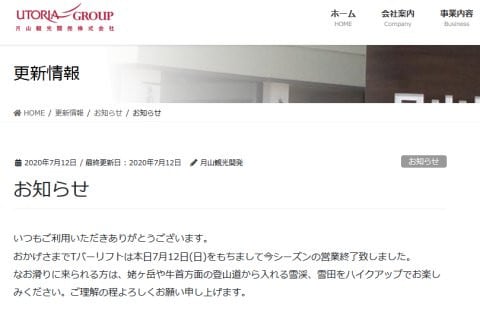 UTOPIA GROUP
月山観光開発株式会社
ホーム
HOME
会社案内
Company
事業内容
Business
更新情報
HOME / 更新情報 / お知らせ / お知らせ
2020年7月12日 / 最終更新日 : 2020年7月12日 月山観光開発
お知らせ
お知らせ
いつもご利用いただきありがとうございます。
おかげさまでTバーリフトは本日7月12日(日)をもちまして今シーズンの営業終了致しました。
なお滑りに来られる方は、姥ヶ岳や牛首方面の登山道から入れる雪渓、雪田をハイクアップでお楽し
みください。ご理解の程よろしくお願い申し上げます。